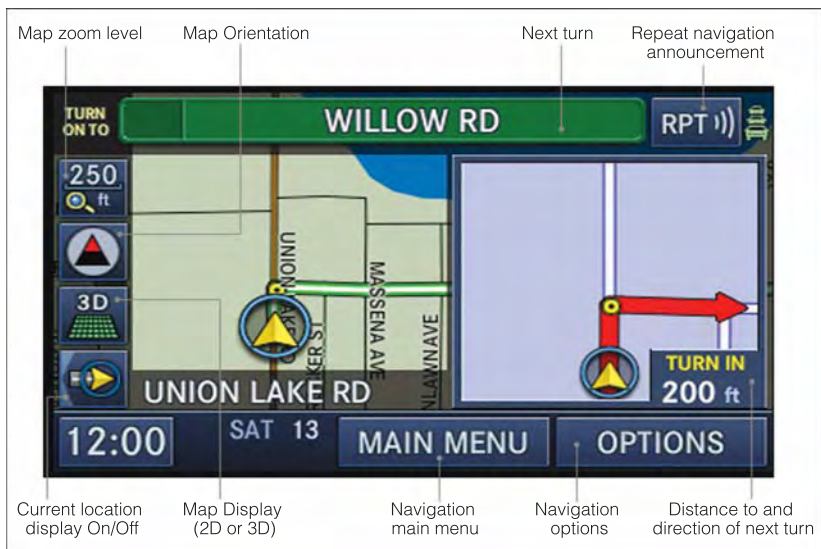 Map zoom level
Map Orientation
Next turn
Repeat navigation
announcement
TURN
ON TO
WILLOW RD
RPT
250
ft
3D
UNION
MASSENA AVE
TURN IN
200 ft
UNION LAKE RD
12:00
SAT 13
MAIN MENU
OPTIONS
Current location
display On/Off
Map Display
(2D or 3D)
Navigation
main menu
Navigation
options
Distance to and
direction of next turn